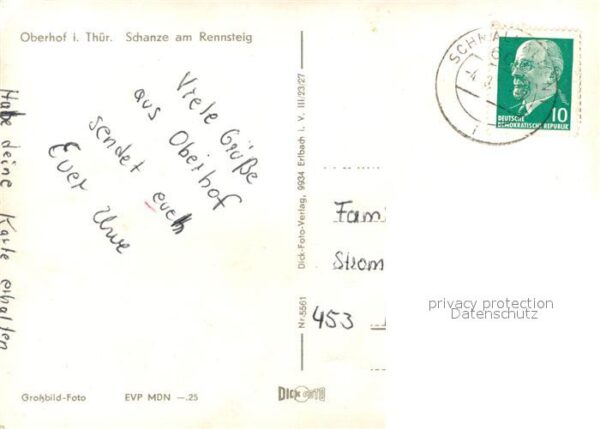 Oberhof i. Thür. Schanze am Rennsteig
Viele Grüße
aus Oberhof
sendet euch
Euer Uwe
Habe deine Karte erhalten
Großbild-Foto EVP MDN —.25
Nr. 5561 Dick-Foto-Verlag, 9934 Erlbach i. V. III/23/27
DICK FOTO
SCHMAL
DEUTSCHE
DEMOKRATISCHE REPUBLIK
10
Fam
Strom
453
privacy protection
Datenschutz